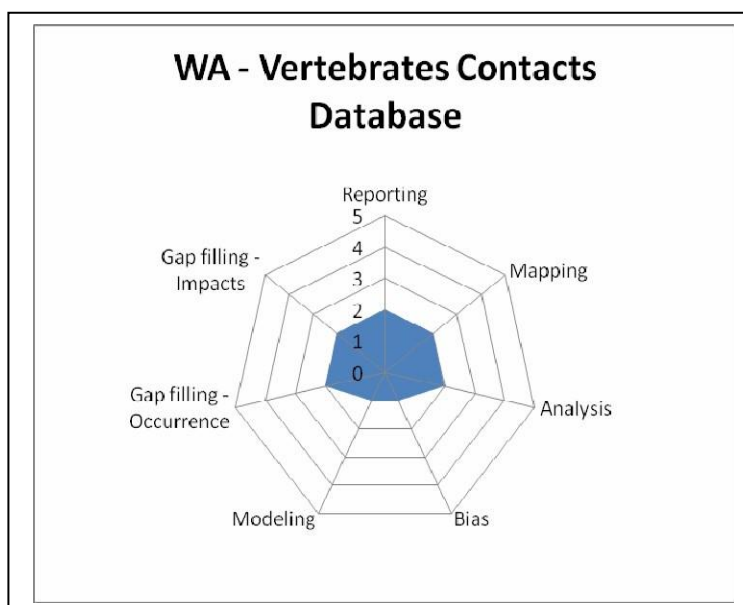 WA - Vertebrates Contacts
Database
Reporting
5
4
3
2
1
0
Mapping
Analysis
Bias
Modeling
Gap filling -
Occurrence
Gap filling -
Impacts